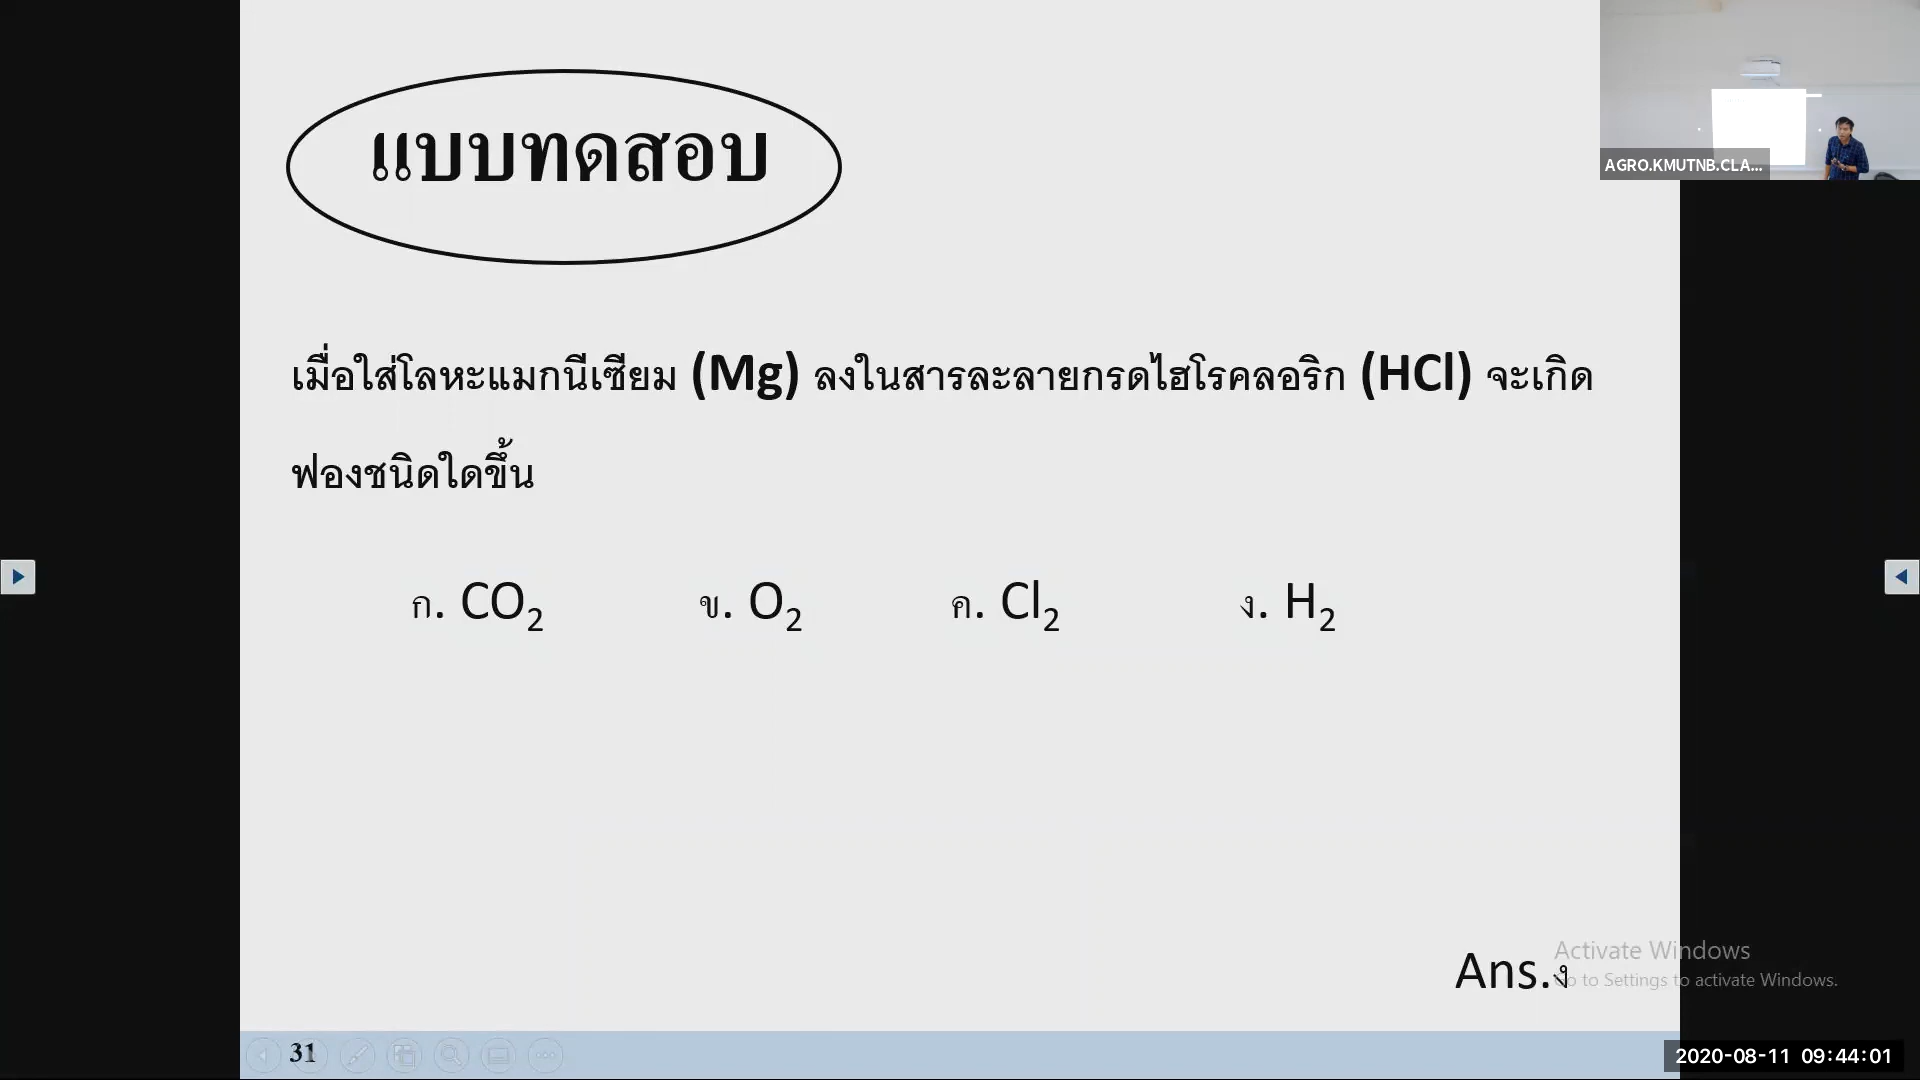 แบบทดสอบ
AGRO.KMUTNB.CLA...
เมื่อใส่โลหะแมกนีเซียม (Mg) ลงในสารละลายกรดไฮโรคลอริก (HCl) จะเกิด
ฟองชนิดใดขึ้น
ก. CO₂ ข. O₂ ค. Cl₂ ง. H₂
Ans.ง
Activate Windows
Go to Settings to activate Windows.
31
2020-08-11 09:44:01